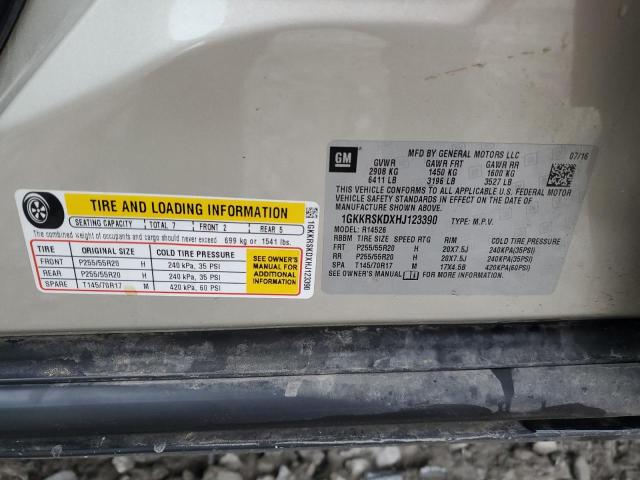 TIRE AND LOADING INFORMATION
SEATING CAPACITY TOTAL 7 FRONT 2 REAR 5
The combined weight of occupants and cargo should never exceed 699 kg or 1541 lbs.
TIRE ORIGINAL SIZE COLD TIRE PRESSURE
FRONT P255/55R20 H 240 kPa, 35 PSI
REAR P255/55R20 H 240 kPa, 35 PSI
SPARE T145/70R17 M 420 kPa, 60 PSI
SEE OWNER'S
MANUAL FOR
ADDITIONAL
INFORMATION
1GKKRSKDXHJ123390
GM
MFD BY GENERAL MOTORS LLC
07/16
GVWR GAWR FRT GAWR RR
2908 KG 1450 KG 1600 KG
6411 LB 3196 LB 3527 LB
THIS VEHICLE CONFORMS TO ALL APPLICABLE U.S. FEDERAL MOTOR
VEHICLE SAFETY, BUMPER, AND THEFT PREVENTION STANDARDS IN EFFECT ON THE DATE OF
MANUFACTURE SHOWN ABOVE.
1GKKRSKDXHJ123390 TYPE: M.P.V.
MODEL: R14526
RBBM TIRE SIZE SPEED RTG RIM COLD TIRE PRESSURE
FRT P255/55R20 H 20X7.5J 240KPA(35PSI)
RR P255/55R20 H 20X7.5J 240KPA(35PSI)
SPA T145/70R17 M 17X4.5B 420KPA(60PSI)
SEE OWNER'S MANUAL FOR MORE INFORMATION.